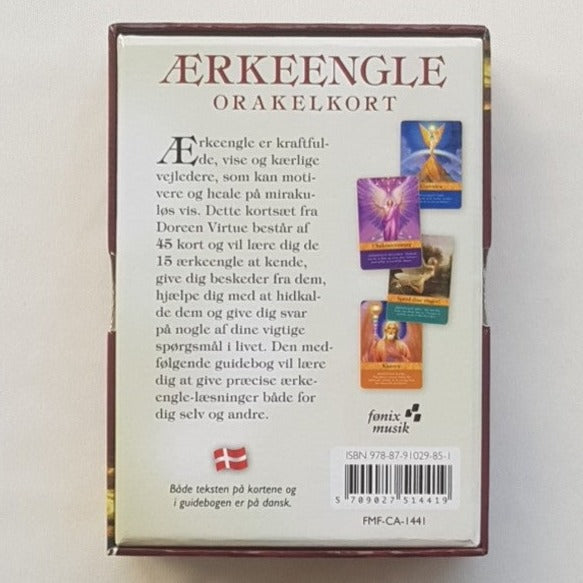 ÆRKEENGLE
ORAKELKORT
Ærkeengle er kraftful-
de, vise og kærlige
vejledere, som kan moti-
vere og heale på miraku-
løs vis. Dette kortsæt fra
Doreen Virtue består af
45 kort og vil lære dig de
15 ærkeengle at kende,
give dig beskeder fra dem,
hjælpe dig med at hidkal-
de dem og give dig svar
på nogle af dine vigtige
spørgsmål i livet. Den med-
følgende guidebog vil lære
dig at give præcise ærke-
engle-læsninger både for
dig selv og andre.
Spred dine vinger!
fønix
musik
ISBN 978-87-91029-85-1
5 709027 514419
FMF-CA-1441
Både teksten på kortene og
i guidebogen er på dansk.